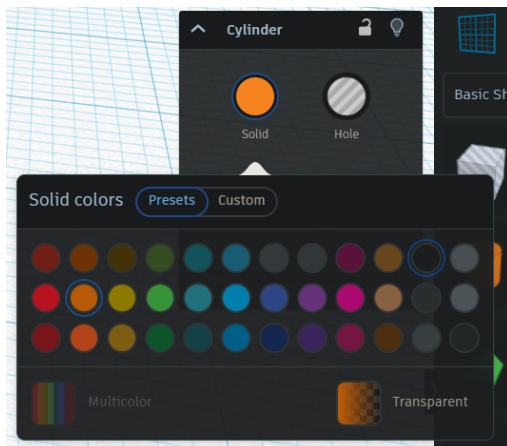 Cylinder
Basic Sh
Solid
Hole
Solid colors
Presets
Custom
Multicolor
Transparent